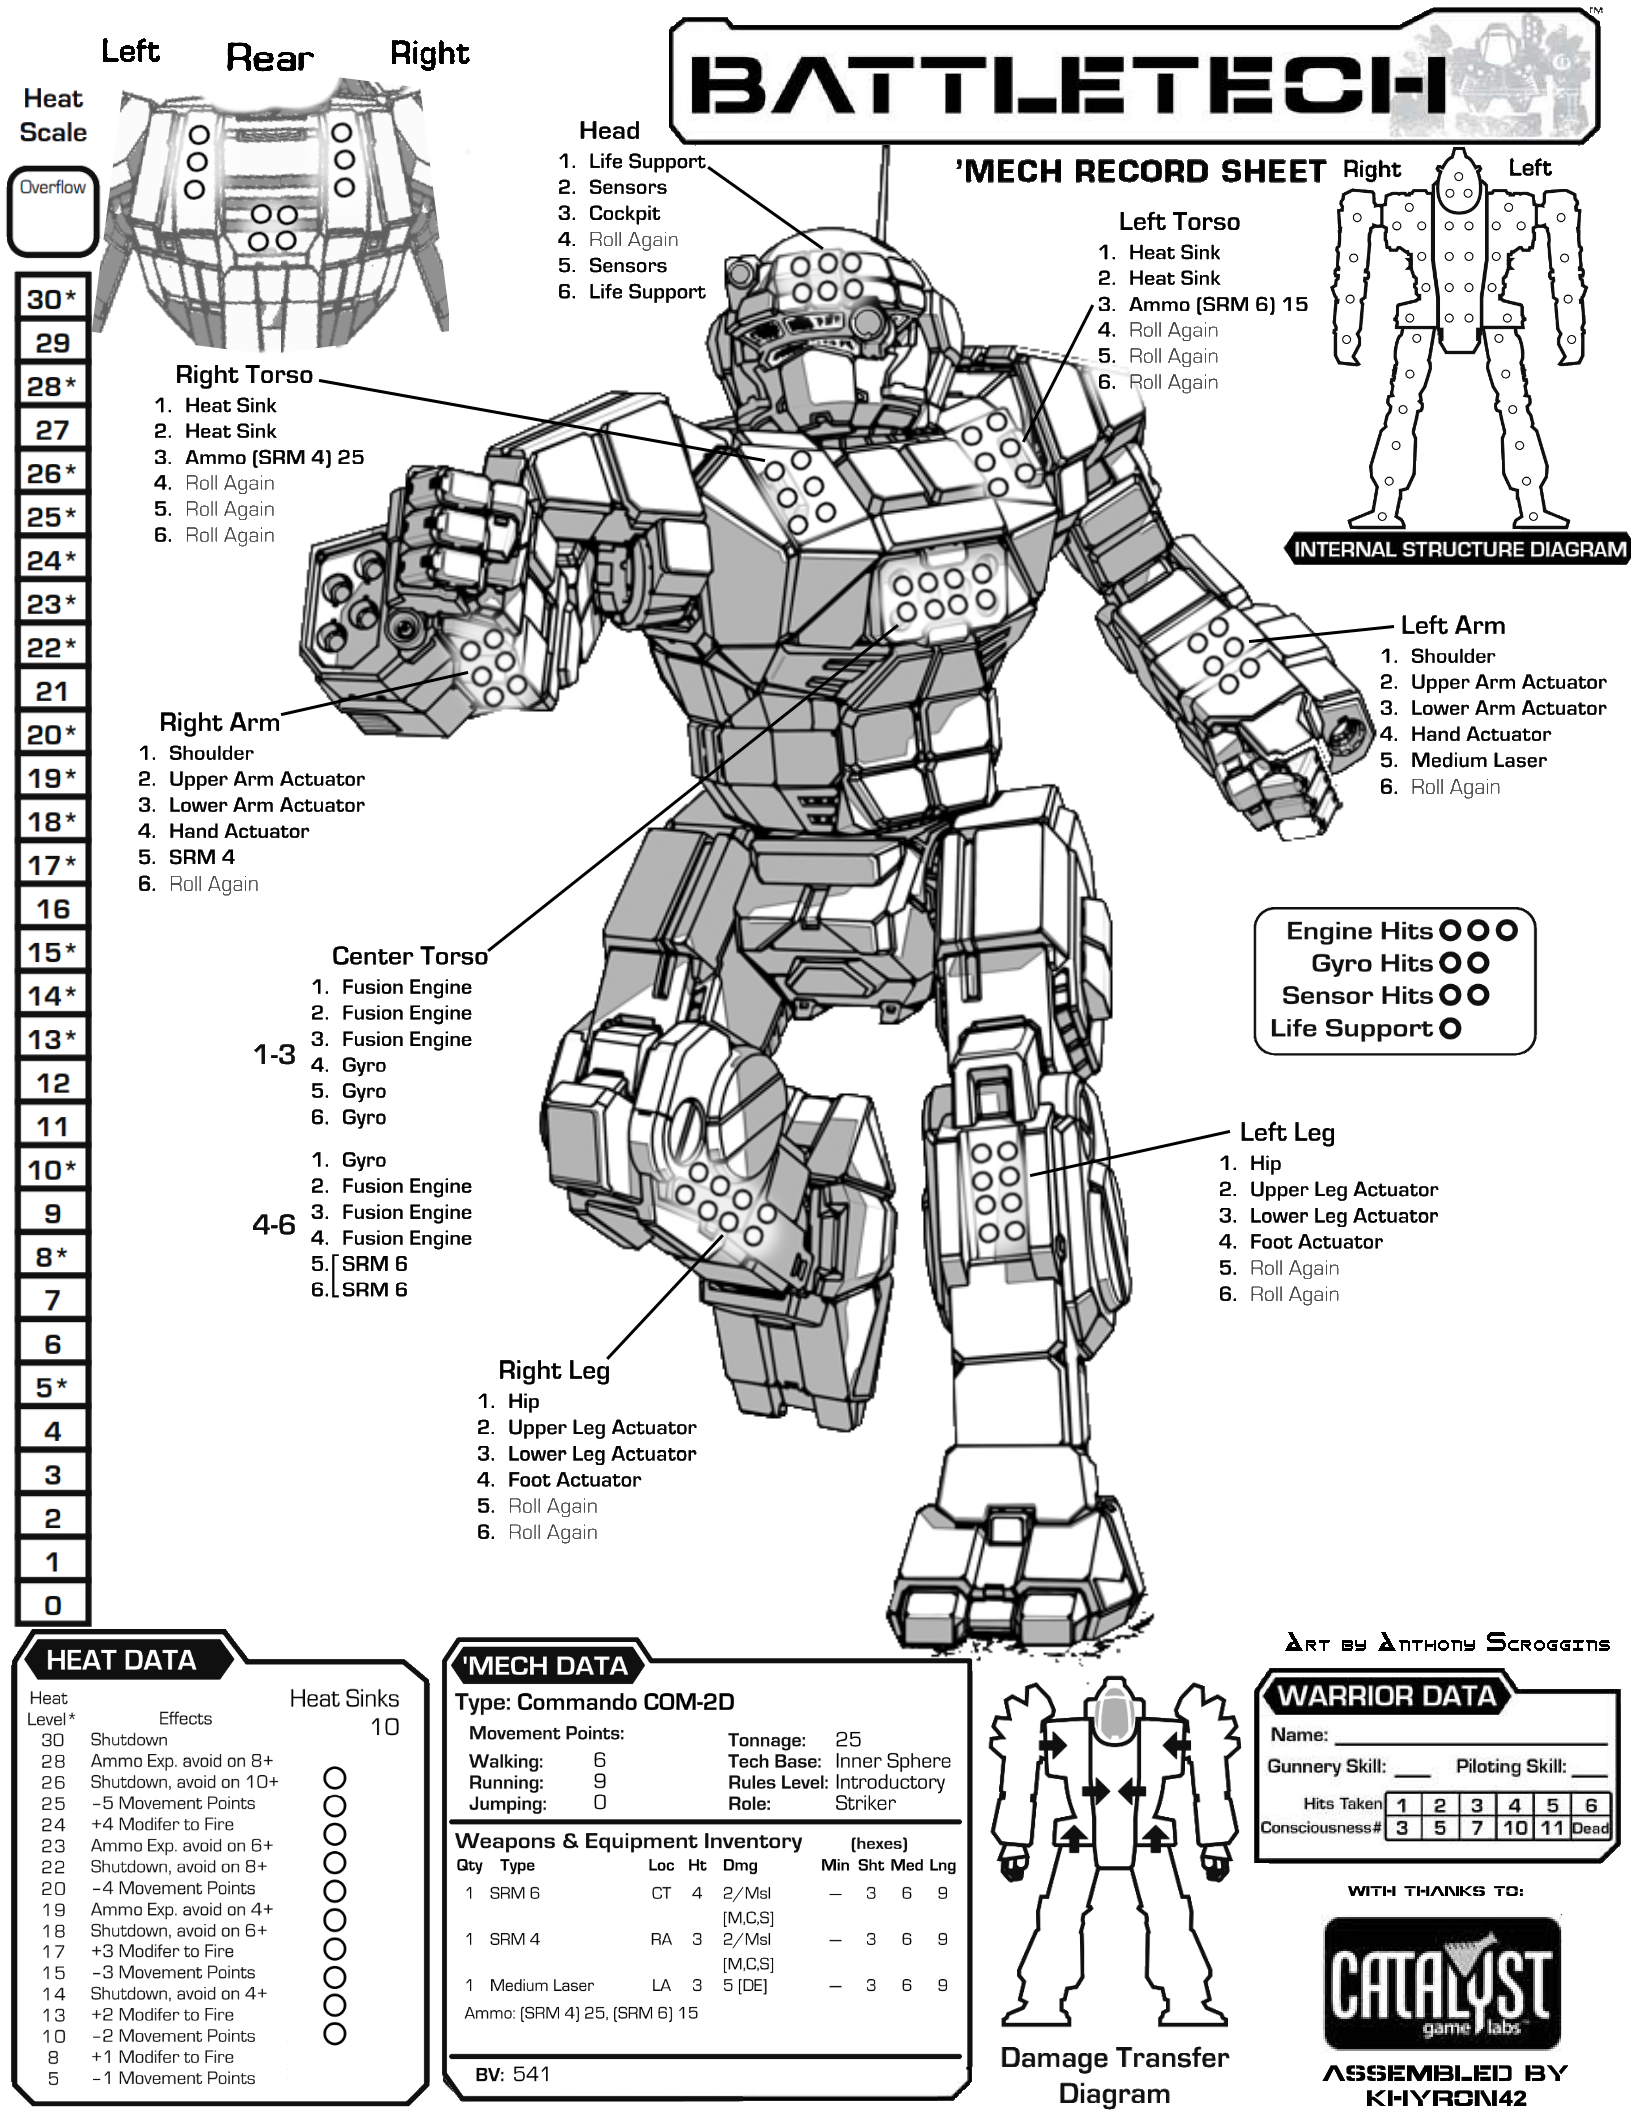 Left Rear Right
BATTLETECH
TM
'MECH RECORD SHEET
Heat
Scale
Overflow
30*
29
28*
27
26*
25*
24*
23*
22*
21
20*
19*
18*
17*
16
15*
14*
13*
12
11
10*
9
8*
7
6
5*
4
3
2
1
0
Head
1. Life Support
2. Sensors
3. Cockpit
4. Roll Again
5. Sensors
6. Life Support
Left Torso
1. Heat Sink
2. Heat Sink
3. Ammo (SRM 6) 15
4. Roll Again
5. Roll Again
6. Roll Again
Right Left
INTERNAL STRUCTURE DIAGRAM
Right Torso
1. Heat Sink
2. Heat Sink
3. Ammo (SRM 4) 25
4. Roll Again
5. Roll Again
6. Roll Again
Left Arm
1. Shoulder
2. Upper Arm Actuator
3. Lower Arm Actuator
4. Hand Actuator
5. Medium Laser
6. Roll Again
Right Arm
1. Shoulder
2. Upper Arm Actuator
3. Lower Arm Actuator
4. Hand Actuator
5. SRM 4
6. Roll Again
Engine Hits
Gyro Hits
Sensor Hits
Life Support
Center Torso
1-3
1. Fusion Engine
2. Fusion Engine
3. Fusion Engine
4. Gyro
5. Gyro
6. Gyro
4-6
1. Gyro
2. Fusion Engine
3. Fusion Engine
4. Fusion Engine
5. SRM 6
6. SRM 6
Left Leg
1. Hip
2. Upper Leg Actuator
3. Lower Leg Actuator
4. Foot Actuator
5. Roll Again
6. Roll Again
Right Leg
1. Hip
2. Upper Leg Actuator
3. Lower Leg Actuator
4. Foot Actuator
5. Roll Again
6. Roll Again
HEAT DATA
Heat
Level* Effects
Heat Sinks
10
30 Shutdown
28 Ammo Exp. avoid on 8+
26 Shutdown, avoid on 10+
25 -5 Movement Points
24 +4 Modifer to Fire
23 Ammo Exp. avoid on 6+
22 Shutdown, avoid on 8+
20 -4 Movement Points
19 Ammo Exp. avoid on 4+
18 Shutdown, avoid on 6+
17 +3 Modifer to Fire
15 -3 Movement Points
14 Shutdown, avoid on 4+
13 +2 Modifer to Fire
10 -2 Movement Points
8 +1 Modifer to Fire
5 -1 Movement Points
'MECH DATA
Type: Commando COM-2D
Movement Points:
Walking: 6
Running: 9
Jumping: 0
Tonnage: 25
Tech Base: Inner Sphere
Rules Level: Introductory
Role: Striker
Weapons & Equipment Inventory (hexes)
Qty Type Loc Ht Dmg Min Sht Med Lng
1 SRM 6 CT 4 2/Msl — 3 6 9
[M,C,S]
1 SRM 4 RA 3 2/Msl — 3 6 9
[M,C,S]
1 Medium Laser LA 3 5 [DE] — 3 6 9
Ammo: (SRM 4) 25, (SRM 6) 15
BV: 541
Damage Transfer
Diagram
Art by Anthony Scroggins
WARRIOR DATA
Name:
Gunnery Skill: Piloting Skill:
Hits Taken 1 2 3 4 5 6
Consciousness# 3 5 7 10 11 Dead
WITH THANKS TO:
CATALYST
game labs
ASSEMBLED BY
KHYRON42